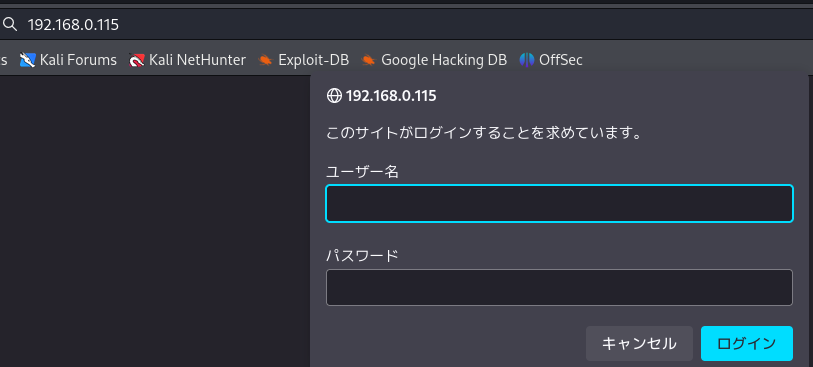 192.168.0.115
s Kali Forums Kali NetHunter Exploit-DB Google Hacking DB OffSec
192.168.0.115
このサイトがログインすることを求めています。
ユーザー名
パスワード
キャンセル ログイン